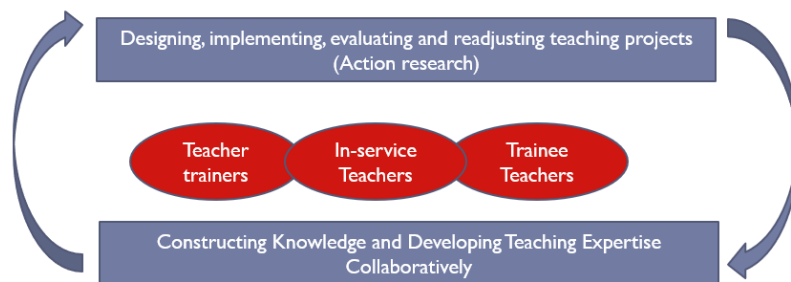 Designing, implementing, evaluating and readjusting teaching projects
(Action research)
Teacher
trainers
In-service
Teachers
Trainee
Teachers
Constructing Knowledge and Developing Teaching Expertise
Collaboratively